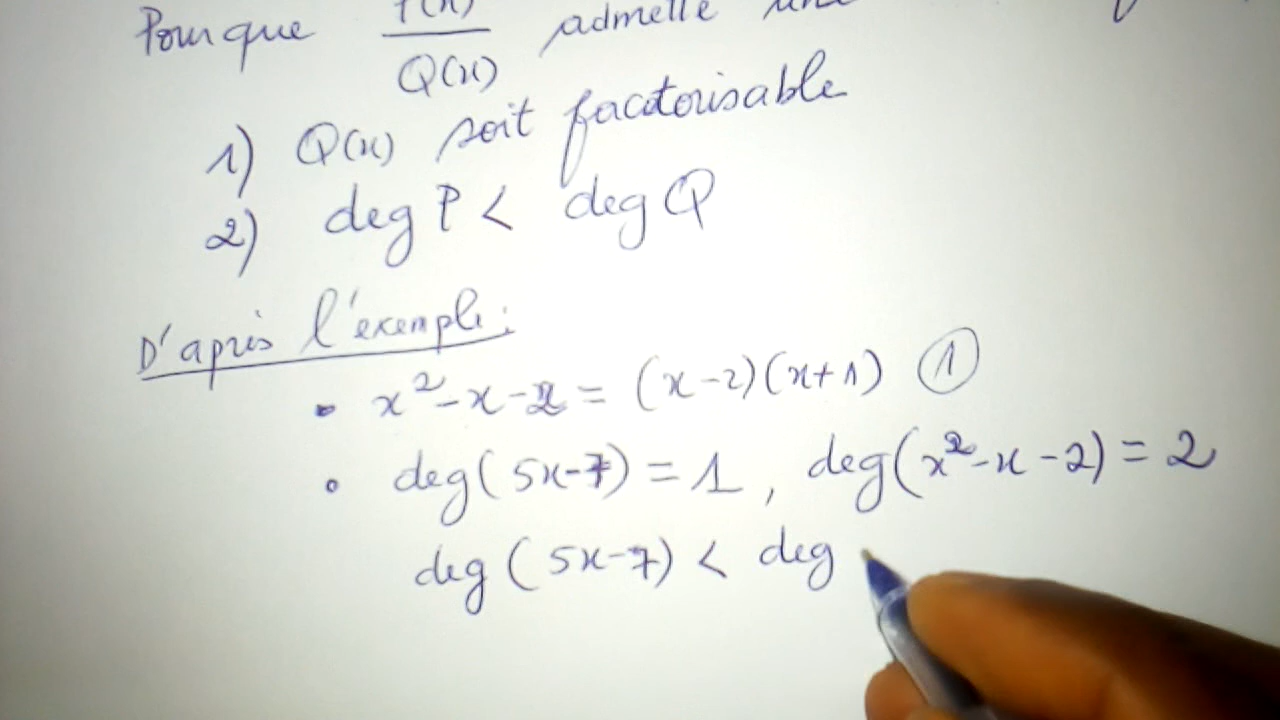 Pour que P(x)/Q(x) admette une
1) Q(x) soit factorisable
2) deg P < deg Q
D'après l'exemple :
• x² - x - 2 = (x - 2)(x + 1) ①
• deg(5x - 7) = 1, deg(x² - x - 2) = 2
deg (5x - 7) < deg